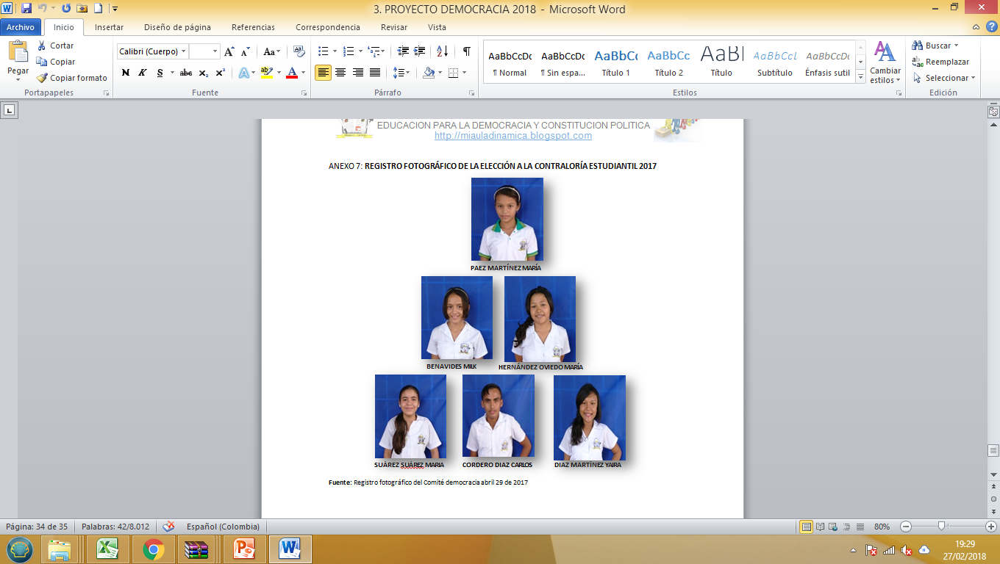 3. PROYECTO DEMOCRACIA 2018 - Microsoft Word
Archivo Inicio Insertar Diseño de página Referencias Correspondencia Revisar Vista
Pegar
Cortar
Copiar
Copiar formato
Portapapeles
Calibri (Cuerpo)
N K S abc x₂ x²
Aa
A A A
Fuente
Párrafo
AaBbCcDc AaBbCcDc AaBbCc AaBbCc AaBb AaBbCcL AaBbCcDc
¶ Normal ¶ Sin espa... Título 1 Título 2 Título Subtítulo Énfasis sutil
Estilos
Cambiar estilos
Buscar
Reemplazar
Seleccionar
Edición
EDUCACION PARA LA DEMOCRACIA Y CONSTITUCION POLITICA
http://miauladinamica.blogspot.com
ANEXO 7: REGISTRO FOTOGRÁFICO DE LA ELECCIÓN A LA CONTRALORÍA ESTUDIANTIL 2017
PAEZ MARTÍNEZ MARÍA
BENAVIDES MILK HERNÁNDEZ OVIEDO MARÍA
SUÁREZ SUÁREZ MARIA CORDERO DIAZ CARLOS DIAZ MARTÍNEZ YAIRA
Fuente: Registro fotográfico del Comité democracia abril 29 de 2017
Página: 34 de 35 Palabras: 42/8.012 Español (Colombia) 80%
19:29
27/02/2018